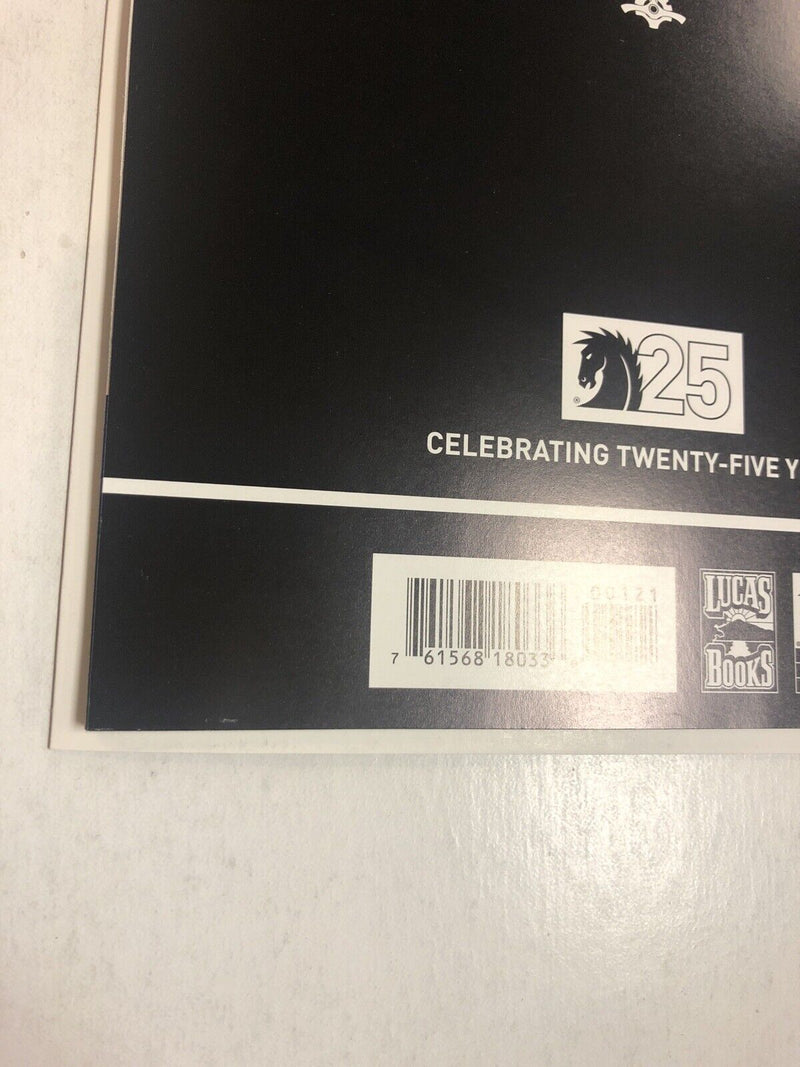 25
CELEBRATING TWENTY-FIVE Y
00121
7 61568 18033
LUCAS
BOOKS